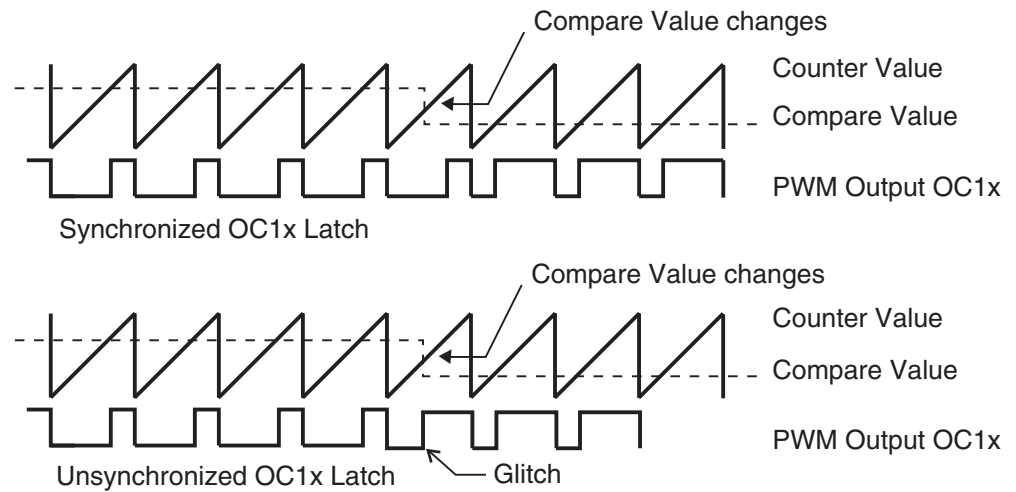 Compare Value changes
Counter Value
Compare Value
PWM Output OC1x
Synchronized OC1x Latch
Compare Value changes
Counter Value
Compare Value
PWM Output OC1x
Unsynchronized OC1x Latch
Glitch